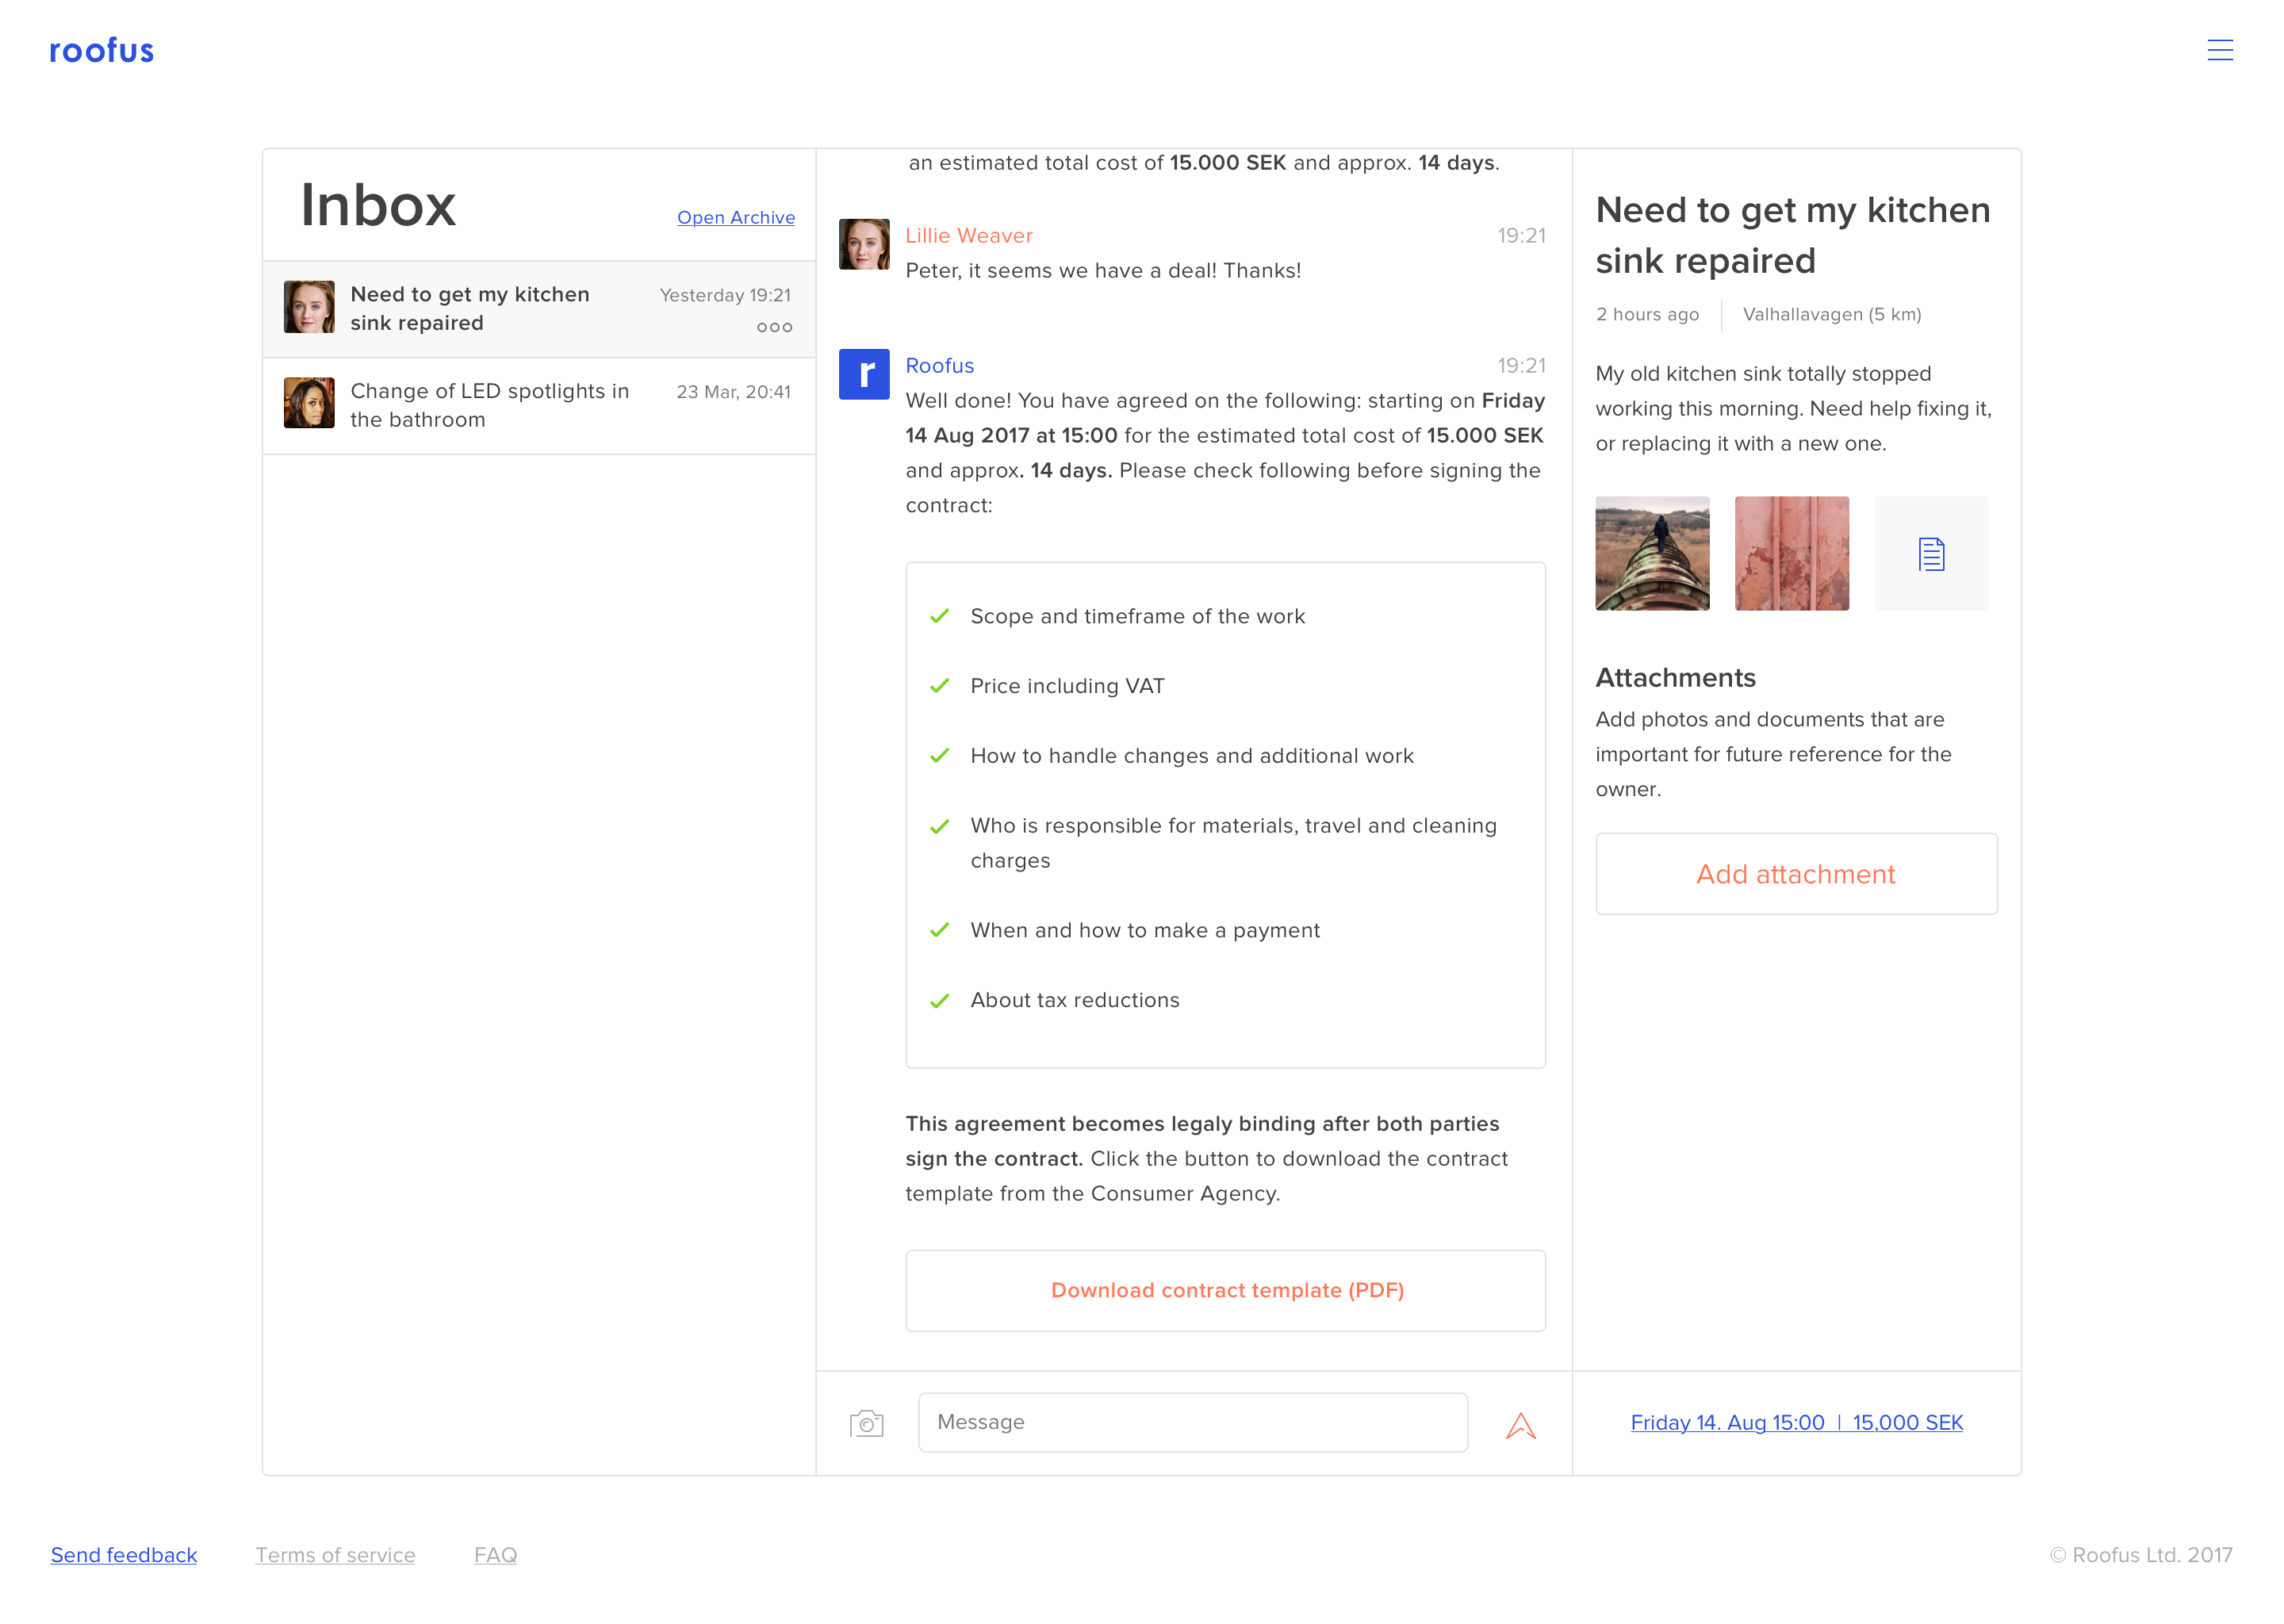 roofus
Inbox
Open Archive
Need to get my kitchen
sink repaired
Yesterday 19:21
Change of LED spotlights in
the bathroom
23 Mar, 20:41
an estimated total cost of 15.000 SEK and approx. 14 days.
Lillie Weaver
19:21
Peter, it seems we have a deal! Thanks!
r
Roofus
19:21
Well done! You have agreed on the following: starting on Friday
14 Aug 2017 at 15:00 for the estimated total cost of 15.000 SEK
and approx. 14 days. Please check following before signing the
contract:
Scope and timeframe of the work
Price including VAT
How to handle changes and additional work
Who is responsible for materials, travel and cleaning
charges
When and how to make a payment
About tax reductions
This agreement becomes legaly binding after both parties
sign the contract. Click the button to download the contract
template from the Consumer Agency.
Download contract template (PDF)
Message
Need to get my kitchen
sink repaired
2 hours ago
Valhallavagen (5 km)
My old kitchen sink totally stopped
working this morning. Need help fixing it,
or replacing it with a new one.
Attachments
Add photos and documents that are
important for future reference for the
owner.
Add attachment
Friday 14. Aug 15:00 | 15,000 SEK
Send feedback
Terms of service
FAQ
© Roofus Ltd. 2017